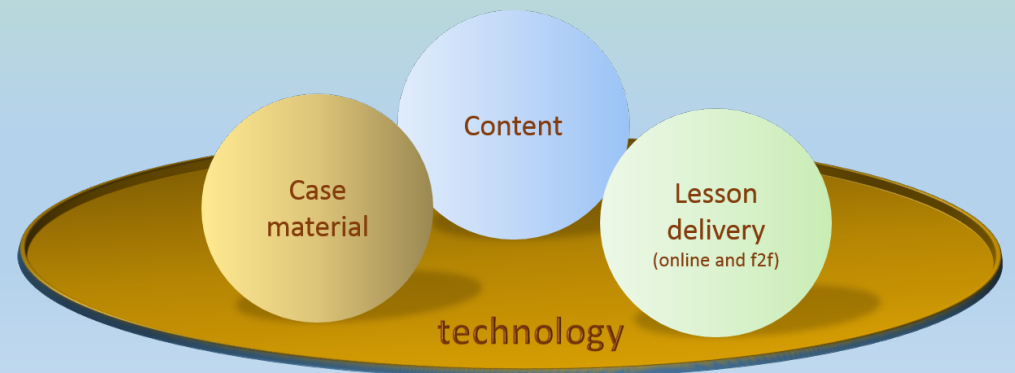 Content
Case
material
Lesson
delivery
(online and f2f)
technology